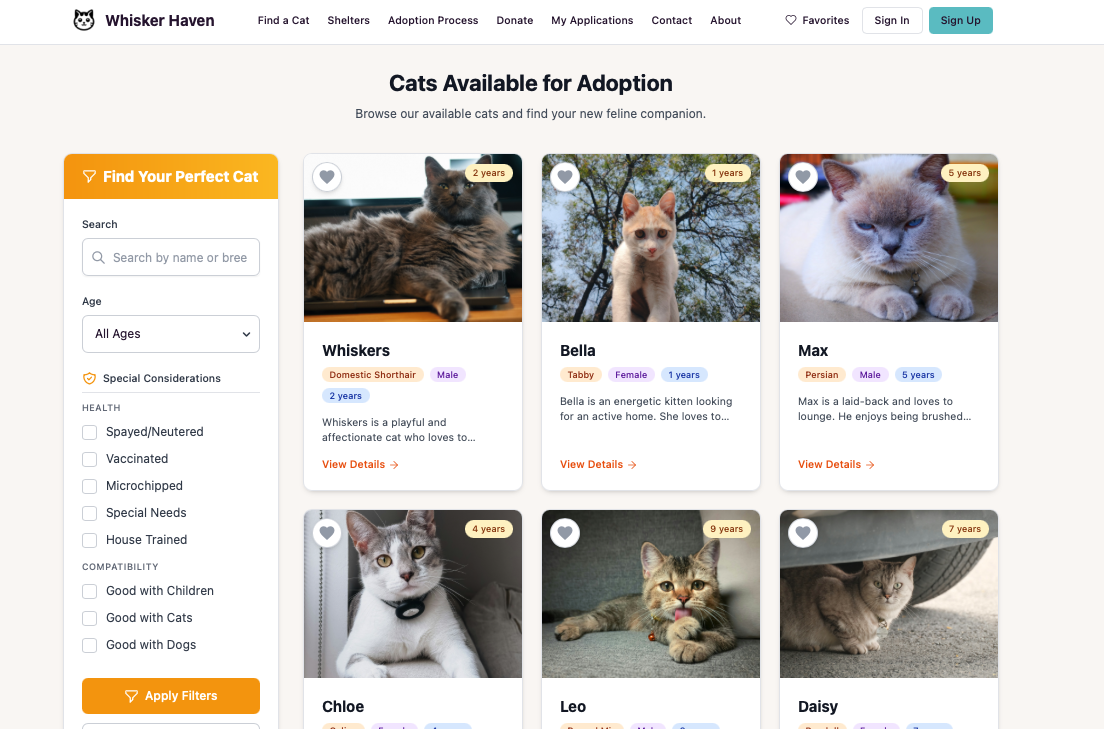 Whisker Haven
Find a Cat
Shelters
Adoption Process
Donate
My Applications
Contact
About
Favorites
Sign In
Sign Up
Cats Available for Adoption
Browse our available cats and find your new feline companion.
Find Your Perfect Cat
Search
Search by name or bree
Age
All Ages
Special Considerations
HEALTH
Spayed/Neutered
Vaccinated
Microchipped
Special Needs
House Trained
COMPATIBILITY
Good with Children
Good with Cats
Good with Dogs
Apply Filters
2 years
Whiskers
Domestic Shorthair
Male
2 years
Whiskers is a playful and
affectionate cat who loves to...
View Details →
1 years
Bella
Tabby
Female
1 years
Bella is an energetic kitten looking
for an active home. She loves to...
View Details →
5 years
Max
Persian
Male
5 years
Max is a laid-back and loves to
lounge. He enjoys being brushed...
View Details →
4 years
Chloe
9 years
Leo
7 years
Daisy